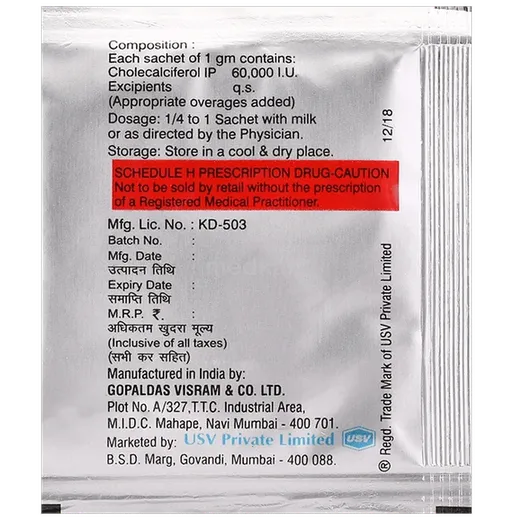 Composition :
Each sachet of 1 gm contains:
Cholecalciferol IP 60,000 I.U.
Excipients q.s.
(Appropriate overages added)
Dosage: 1/4 to 1 Sachet with milk
or as directed by the Physician.
Storage: Store in a cool & dry place.
SCHEDULE H PRESCRIPTION DRUG-CAUTION
Not to be sold by retail without the prescription
of a Registered Medical Practitioner.
Mfg. Lic. No. : KD-503
Batch No. :
Mfg. Date :
उत्पादन तिथि
Expiry Date :
समाप्ति तिथि
M.R.P. ₹. :
अधिकतम खुदरा मूल्य
(Inclusive of all taxes)
(सभी कर सहित)
Manufactured in India by:
GOPALDAS VISRAM & CO. LTD.
Plot No. A/327,T.T.C. Industrial Area,
M.I.D.C. Mahape, Navi Mumbai - 400 701.
Marketed by: USV Private Limited USV
B.S.D. Marg, Govandi, Mumbai - 400 088.
12/18
® Regd. Trade Mark of USV Private Limited